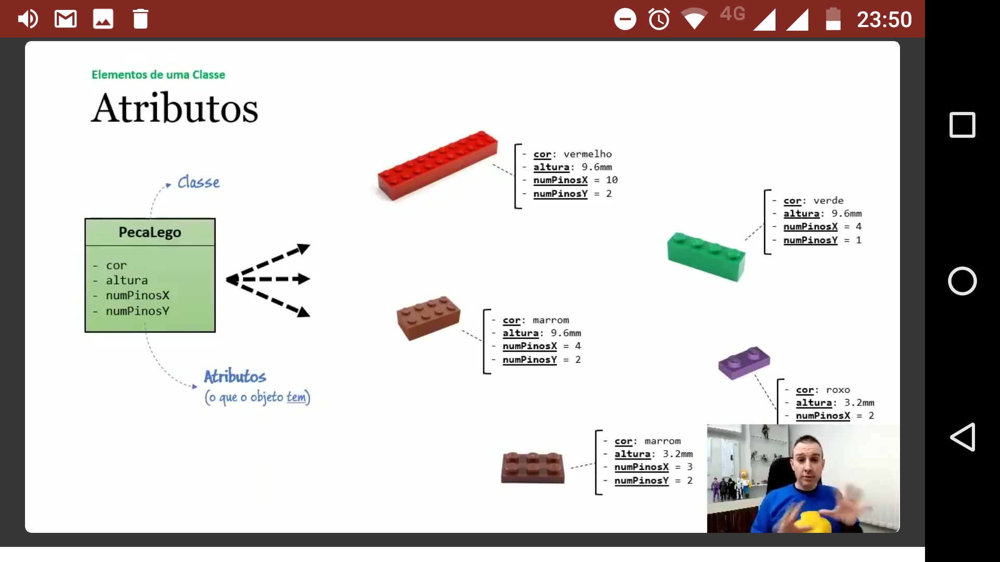 4G
23:50
Elementos de uma Classe
Atributos
Classe
PecaLego
- cor
- altura
- numPinosX
- numPinosY
Atributos
(o que o objeto tem)
- cor: vermelho
- altura: 9.6mm
- numPinosX = 10
- numPinosY = 2
- cor: verde
- altura: 9.6mm
- numPinosX = 4
- numPinosY = 1
- cor: marrom
- altura: 9.6mm
- numPinosX = 4
- numPinosY = 2
- cor: roxo
- altura: 3.2mm
- numPinosX = 2
- cor: marrom
- altura: 3.2mm
- numPinosX = 3
- numPinosY = 2